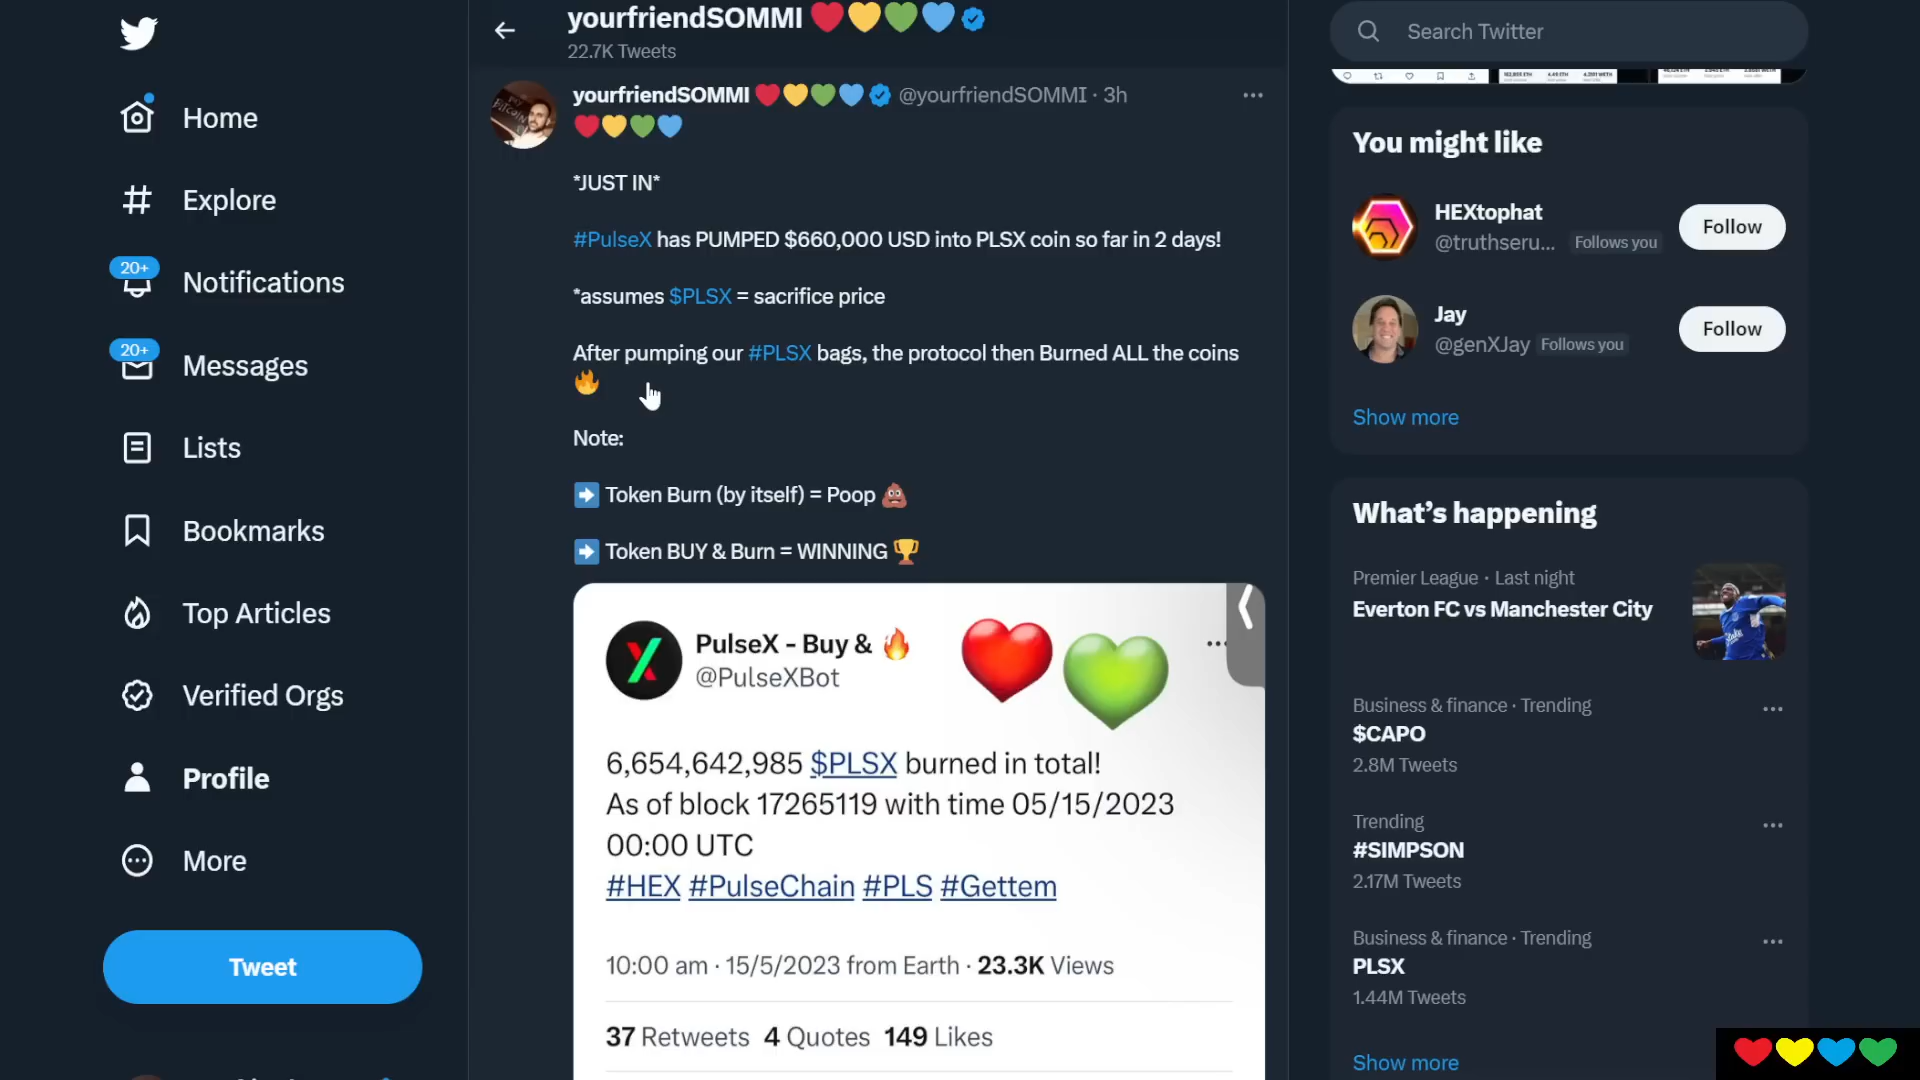 Home
Explore
20+
Notifications
20+
Messages
Lists
Bookmarks
Top Articles
Verified Orgs
Profile
More
Tweet
yourfriendSOMMI
22.7K Tweets
yourfriendSOMMI @yourfriendSOMMI · 3h
*JUST IN*
#PulseX has PUMPED $660,000 USD into PLSX coin so far in 2 days!
*assumes $PLSX = sacrifice price
After pumping our #PLSX bags, the protocol then Burned ALL the coins
🔥
Note:
➡️ Token Burn (by itself) = Poop 💩
➡️ Token BUY & Burn = WINNING 🏆
PulseX - Buy & 🔥
@PulseXBot
6,654,642,985 $PLSX burned in total!
As of block 17265119 with time 05/15/2023
00:00 UTC
#HEX #PulseChain #PLS #Gettem
10:00 am · 15/5/2023 from Earth · 23.3K Views
37 Retweets 4 Quotes 149 Likes
Search Twitter
You might like
HEXtophat
@truthseru... Follows you
Follow
Jay
@genXJay Follows you
Follow
Show more
What's happening
Premier League · Last night
Everton FC vs Manchester City
Business & finance · Trending
$CAPO
2.8M Tweets
Trending
#SIMPSON
2.17M Tweets
Business & finance · Trending
PLSX
1.44M Tweets
Show more